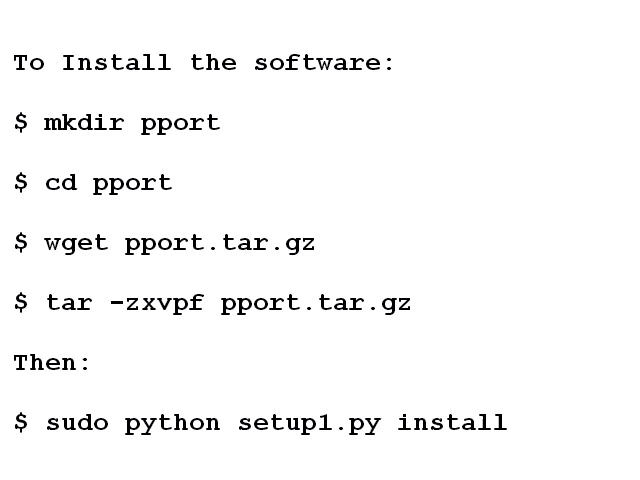 To Install the software:
$ mkdir pport
$ cd pport
$ wget pport.tar.gz
$ tar -zxvpf pport.tar.gz
Then:
$ sudo python setup1.py install